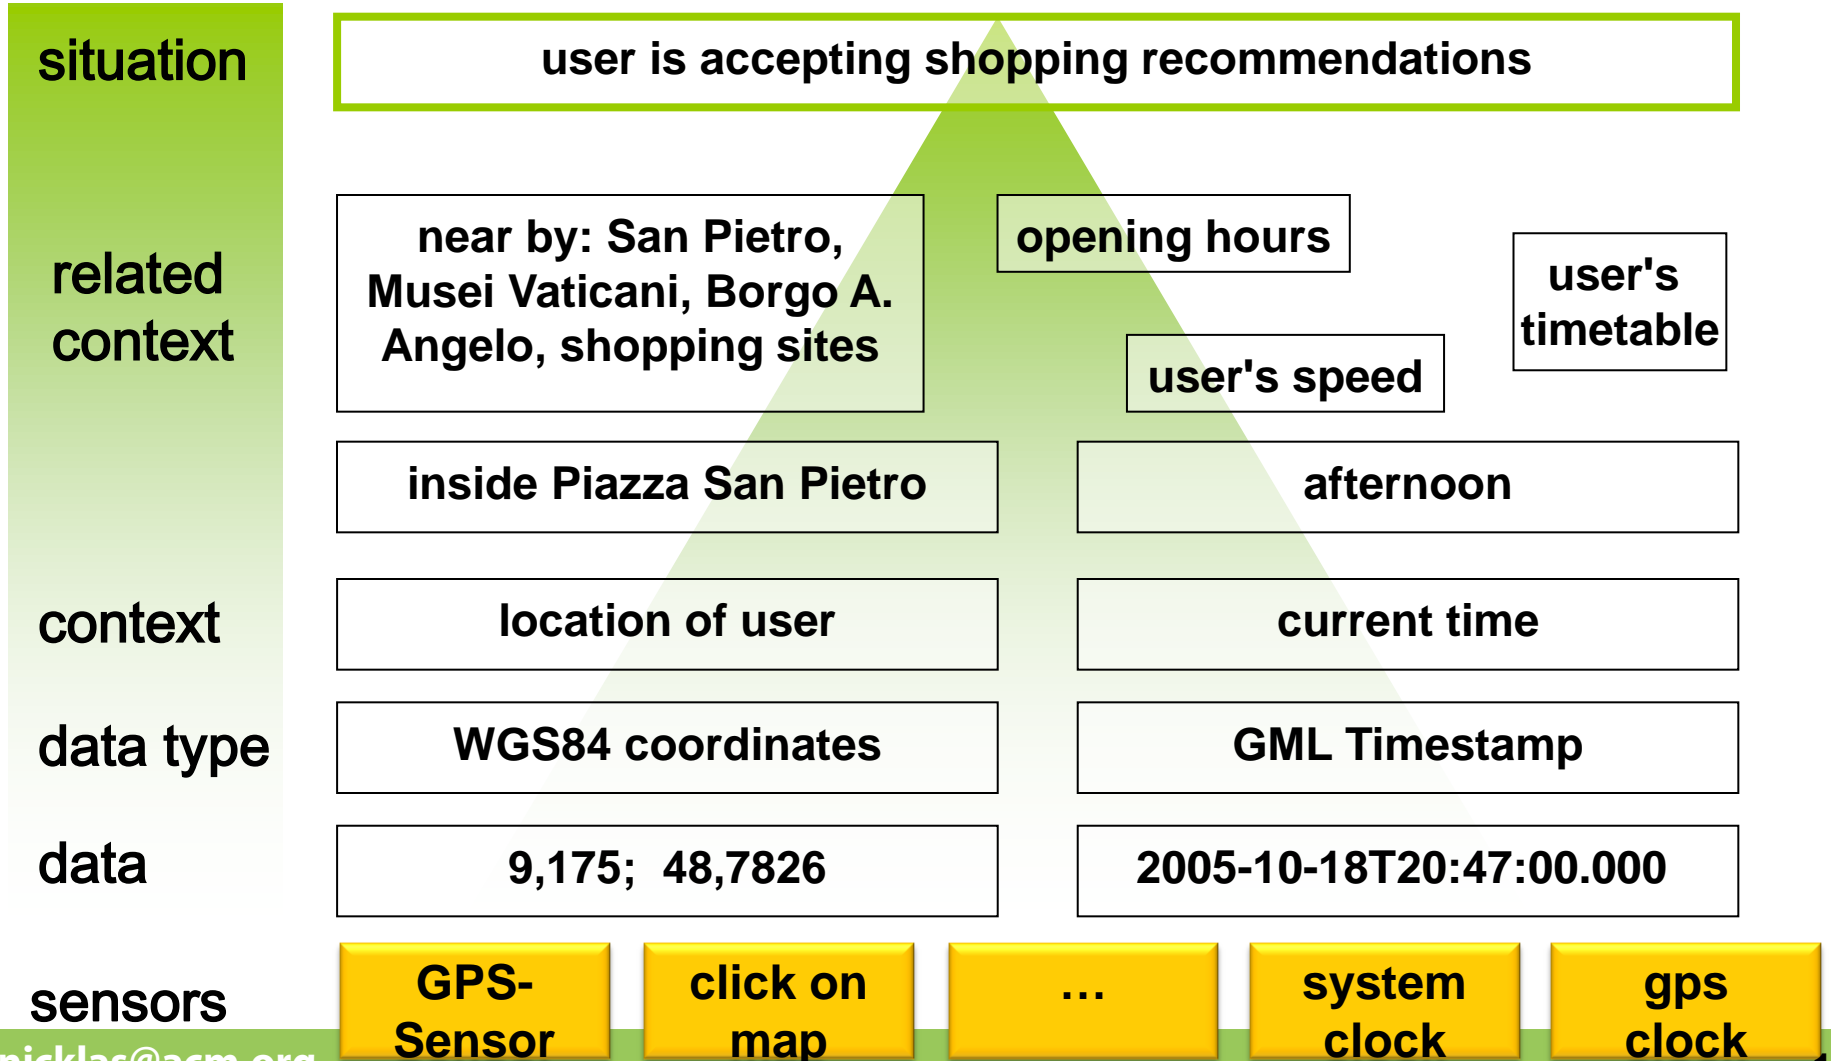 situation
user is accepting shopping recommendations
related
context
near by: San Pietro,
Musei Vaticani, Borgo A.
Angelo, shopping sites
opening hours
user's speed
user's
timetable
inside Piazza San Pietro
afternoon
context
location of user
current time
data type
WGS84 coordinates
GML Timestamp
data
9,175; 48,7826
2005-10-18T20:47:00.000
sensors
GPS-
Sensor
click on
map
...
system
clock
gps
clock
nicklas@acm.org